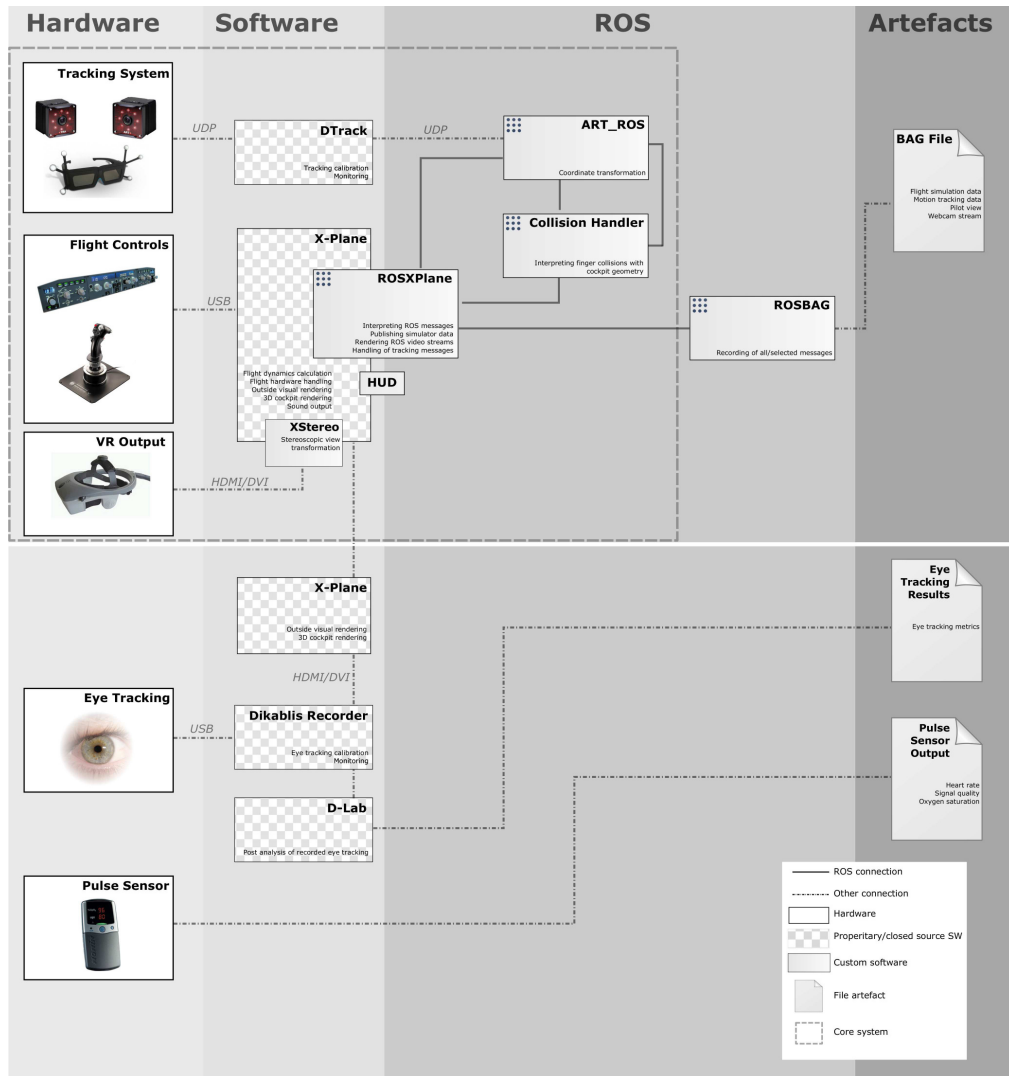 Hardware
Software
ROS
Artefacts
Tracking System
UDP
DTrack
Tracking calibration
Monitoring
UDP
ART_ROS
Coordinate transformation
BAG File
Flight simulation data
Motion tracking data
Pilot view
Webcam stream
Flight Controls
USB
X-Plane
Collision Handler
Interpreting finger collisions with
cockpit geometry
ROSXPlane
Interpreting ROS messages
Publishing simulator data
Rendering ROS video streams
Handling of tracking messages
ROSBAG
Recording of all/selected messages
Flight dynamics calculation
Flight hardware handling
Outside visual rendering
3D cockpit rendering
Sound output
HUD
XStereo
Stereoscopic view
transformation
VR Output
HDMI/DVI
X-Plane
Outside visual rendering
3D cockpit rendering
HDMI/DVI
Eye
Tracking
Results
Eye tracking metrics
Eye Tracking
USB
Dikablis Recorder
Eye tracking calibration
Monitoring
D-Lab
Post analysis of recorded eye tracking
Pulse
Sensor
Output
Heart rate
Signal quality
Oxygen saturation
Pulse Sensor
ROS connection
Other connection
Hardware
Properitary/closed source SW
Custom software
File artefact
Core system